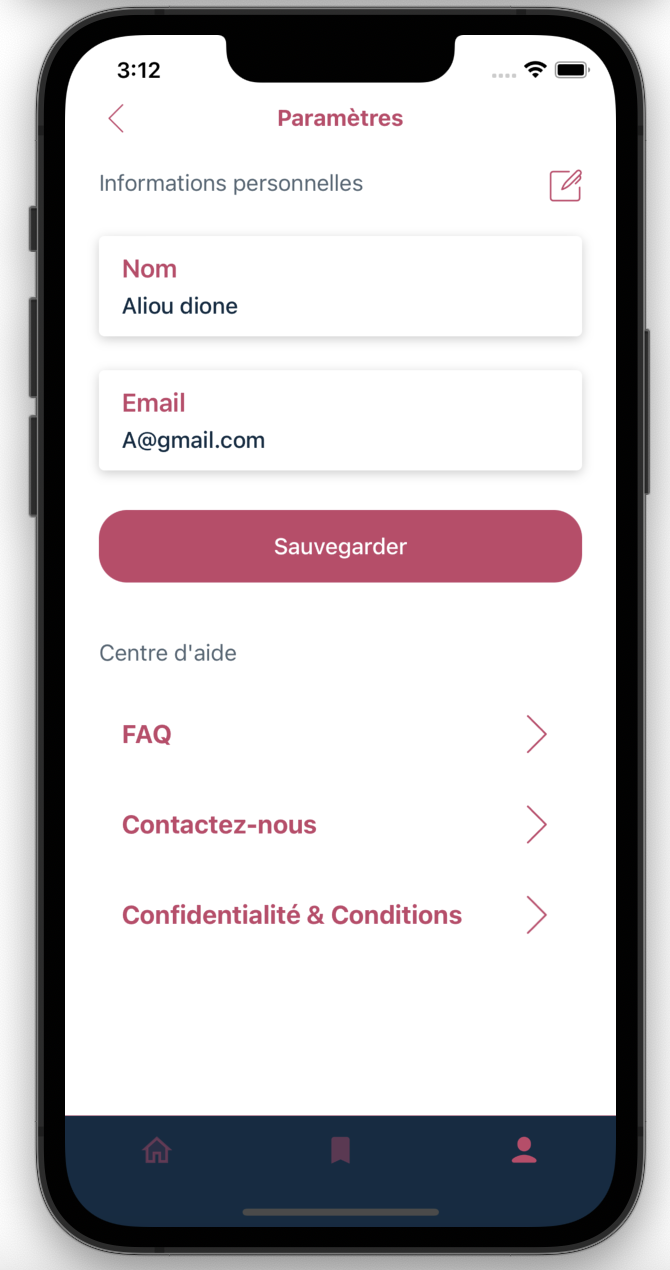 3:12
Paramètres
Informations personnelles
Nom
Aliou dione
Email
A@gmail.com
Sauvegarder
Centre d'aide
FAQ
Contactez-nous
Confidentialité & Conditions